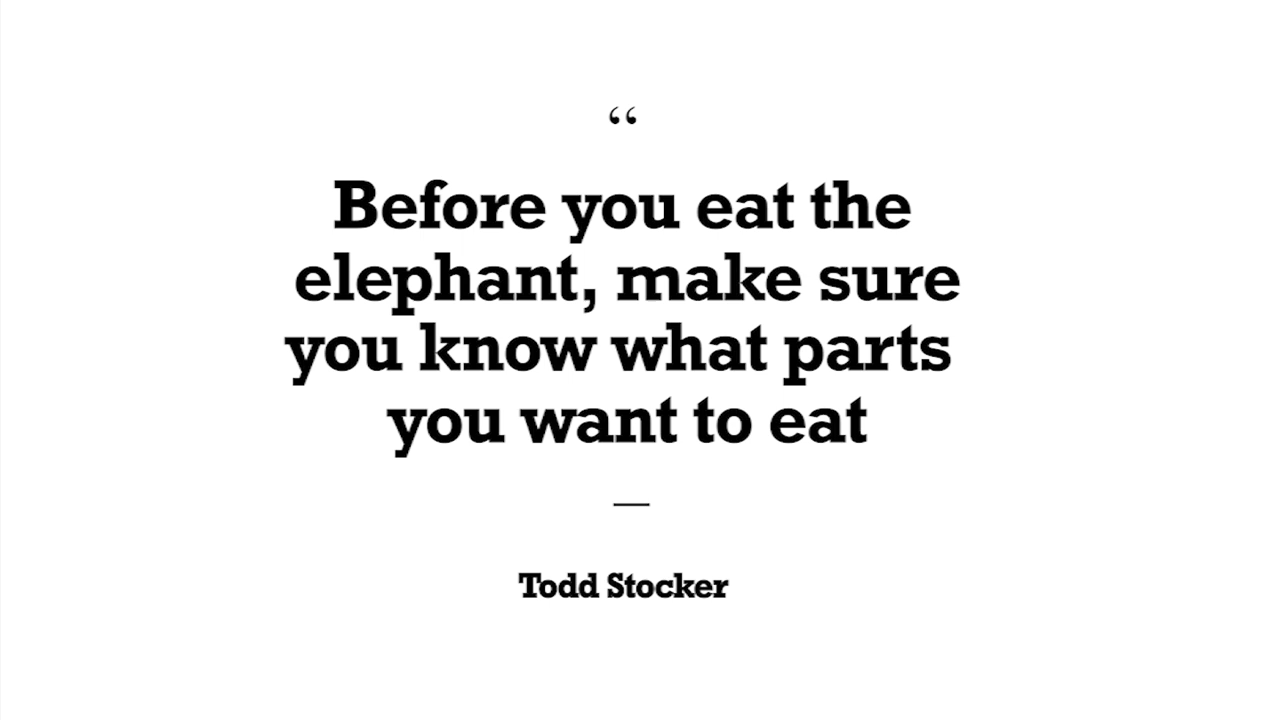 “
Before you eat the
elephant, make sure
you know what parts
you want to eat
—
Todd Stocker